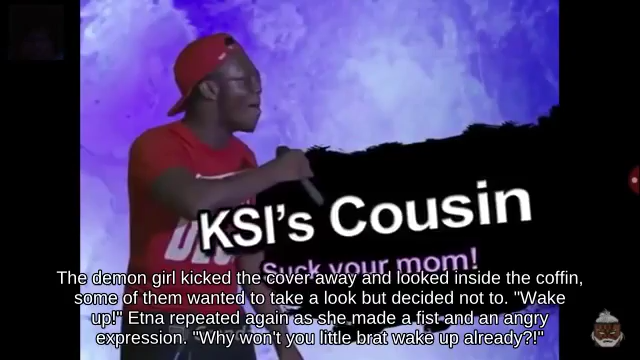 KSI's Cousin
Suck your mom!
The demon girl kicked the cover away and looked inside the coffin,
some of them wanted to take a look but decided not to. "Wake
up!" Etna repeated again as she made a fist and an angry
expression. "Why won't you little brat wake up already?!"